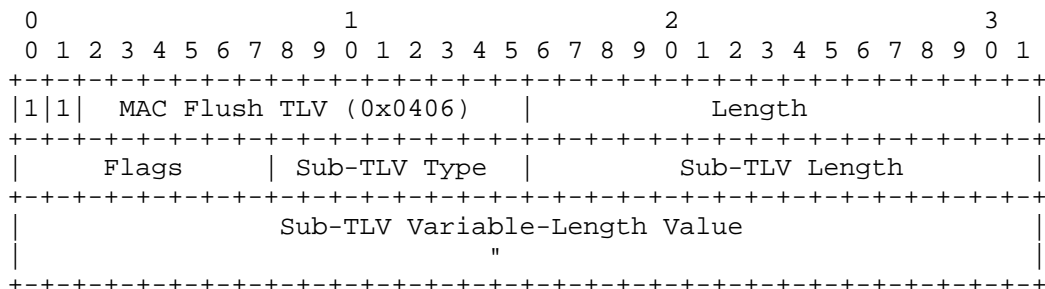 0                   1                   2                   3
 0 1 2 3 4 5 6 7 8 9 0 1 2 3 4 5 6 7 8 9 0 1 2 3 4 5 6 7 8 9 0 1
+-+-+-+-+-+-+-+-+-+-+-+-+-+-+-+-+-+-+-+-+-+-+-+-+-+-+-+-+-+-+-+-+
|1|1|  MAC Flush TLV (0x0406)   |           Length              |
+-+-+-+-+-+-+-+-+-+-+-+-+-+-+-+-+-+-+-+-+-+-+-+-+-+-+-+-+-+-+-+-+
|     Flags     | Sub-TLV Type  |         Sub-TLV Length        |
+-+-+-+-+-+-+-+-+-+-+-+-+-+-+-+-+-+-+-+-+-+-+-+-+-+-+-+-+-+-+-+-+
|                Sub-TLV Variable-Length Value                  |
|                             "                                 |
+-+-+-+-+-+-+-+-+-+-+-+-+-+-+-+-+-+-+-+-+-+-+-+-+-+-+-+-+-+-+-+-+